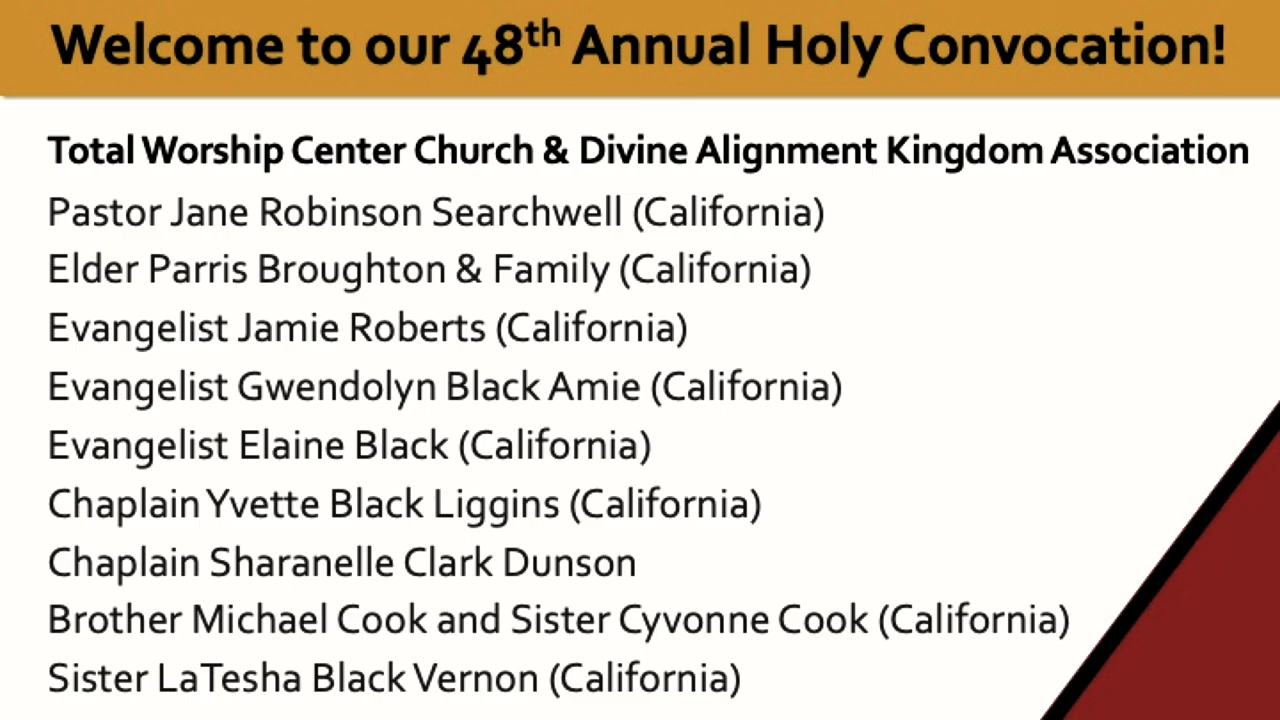 Welcome to our 48th Annual Holy Convocation!
Total Worship Center Church & Divine Alignment Kingdom Association
Pastor Jane Robinson Searchwell (California)
Elder Parris Broughton & Family (California)
Evangelist Jamie Roberts (California)
Evangelist Gwendolyn Black Amie (California)
Evangelist Elaine Black (California)
Chaplain Yvette Black Liggins (California)
Chaplain Sharanelle Clark Dunson
Brother Michael Cook and Sister Cyvonne Cook (California)
Sister LaTesha Black Vernon (California)